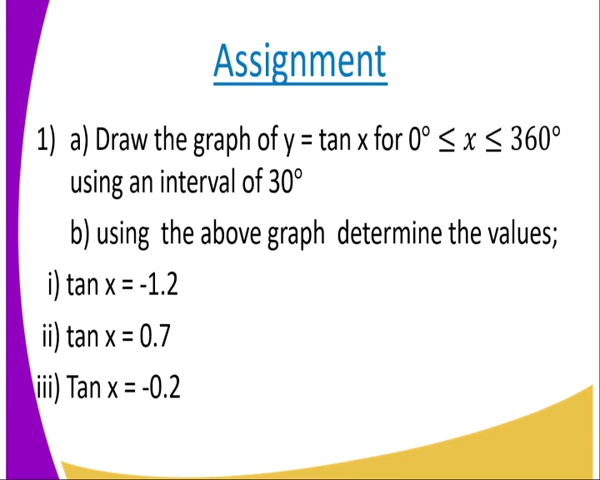 Assignment
1) a) Draw the graph of y = tan x for 0° ≤ x ≤ 360°
using an interval of 30°
b) using the above graph determine the values;
i) tan x = -1.2
ii) tan x = 0.7
iii) Tan x = -0.2